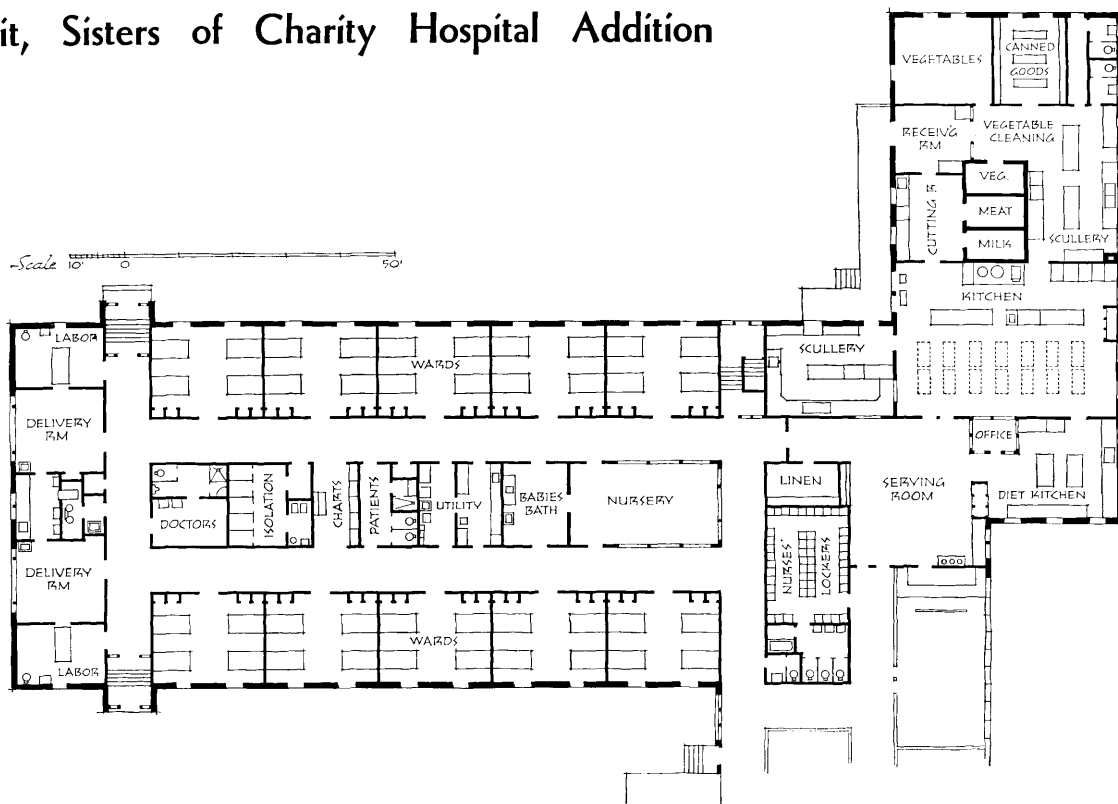 it, Sisters of Charity Hospital Addition
VEGETABLES
CANNED
GOODS
RECEIV'G
RM
VEGETABLE
CLEANING
VEG.
MEAT
MILK
CUTTING R
SCULLERY
Scale 10' 0 50'
KITCHEN
LABOR
WARDS
SCULLERY
DELIVERY
RM
OFFICE
DOCTORS
ISOLATION
CHARTS
PATIENTS
UTILITY
BABIES
BATH
NURSERY
LINEN
SERVING
ROOM
DIET KITCHEN
DELIVERY
RM
NURSES'
LOCKERS
WARDS
LABOR